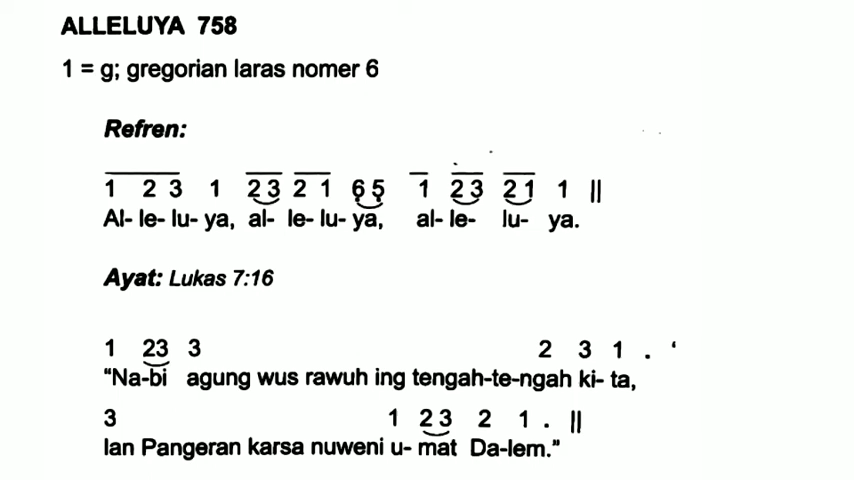 ALLELUYA 758
1 = g; gregorian laras nomer 6
Refren:
1 2 3 1 2 3 2 1 6̣ 5̣ 1 2 3 2 1 1 ||
Al- le- lu- ya, al- le- lu- ya, al- le- lu- ya.
Ayat: Lukas 7:16
1 23 3 2 3 1 . '
"Na-bi agung wus rawuh ing tengah-te-ngah ki- ta,
3 1 2 3 2 1 . ||
lan Pangeran karsa nuweni u- mat Da-lem."